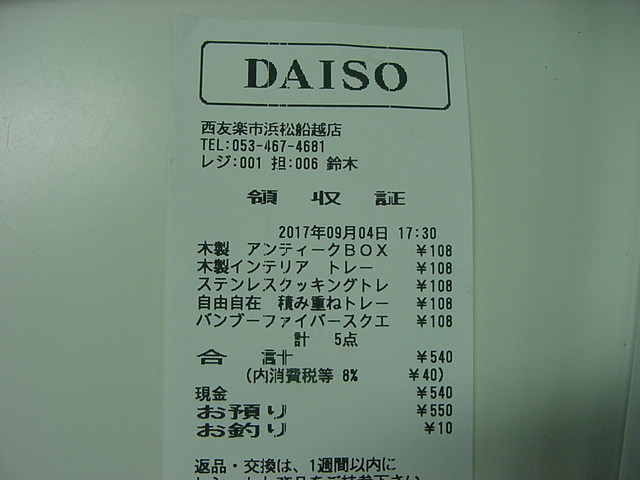 DAISO
西友楽市浜松船越店
TEL:053-467-4681
レジ:001 担:006 鈴木
領収証
2017年09月04日 17:30
木製 アンティークBOX ¥108
木製インテリア トレー ¥108
ステンレスクッキングトレ ¥108
自由自在 積み重ねトレー ¥108
バンブーファイバースクエ ¥108
計 5点
合計 ¥540
(内消費税等 8% ¥40)
現金 ¥540
お預り ¥550
お釣り ¥10
返品・交換は、1週間以内に